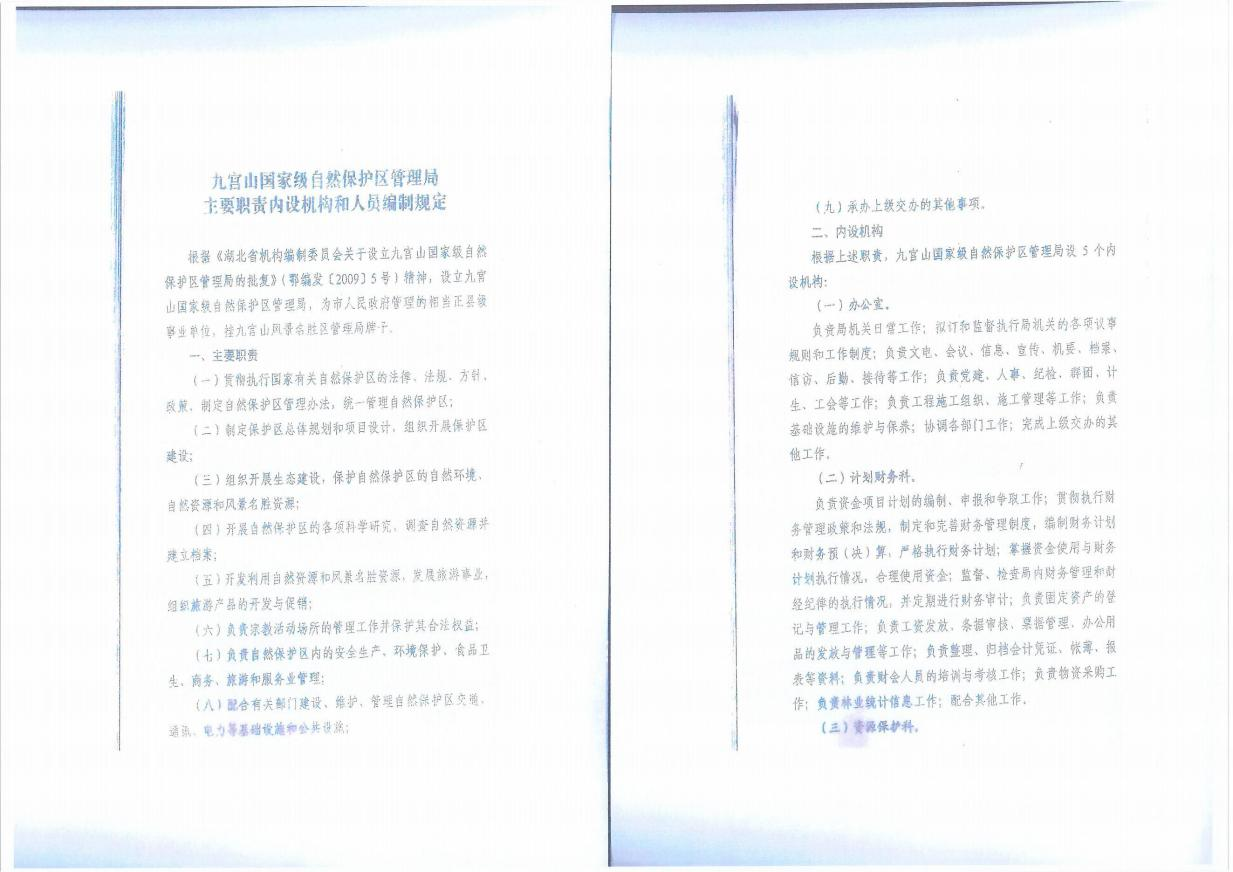 九宫山国家级自然保护区管理局
主要职责内设机构和人员编制规定
根据《湖北省机构编制委员会关于设立九宫山国家级自然
保护区管理局的批复》（鄂编发〔2009〕5号）精神，设立九宫
山国家级自然保护区管理局，为市人民政府管理的相当正县级
事业单位，挂九宫山风景名胜区管理局牌子。
一、主要职责
（一）贯彻执行国家有关自然保护区的法律、法规、方针、
政策、制定自然保护区管理办法，统一管理自然保护区；
（二）制定保护区总体规划和项目设计，组织开展保护区
建设；
（三）组织开展生态建设，保护自然保护区的自然环境、
自然资源和风景名胜资源；
（四）开展自然保护区的各项科学研究，调查自然资源并
建立档案；
（五）开发利用自然资源和风景名胜资源，发展旅游事业，
组织旅游产品的开发与促销；
（六）负责宗教活动场所的管理工作并保护其合法权益；
（七）负责自然保护区内的安全生产、环境保护、食品卫
生、商务、旅游和服务业管理；
（八）配合有关部门建设、维护、管理自然保护区交通、
通讯、电力等基础设施和公共设施；
（九）承办上级交办的其他事项。
二、内设机构
根据上述职责，九宫山国家级自然保护区管理局设 5 个内
设机构：
（一）办公室。
负责局机关日常工作；拟订和监督执行局机关的各项议事
规则和工作制度；负责文电、会议、信息、宣传、机要、档案、
信访、后勤、接待等工作；负责党建、人事、纪检、群团、计
生、工会等工作；负责工程施工组织、施工管理等工作；负责
基础设施的维护与保养；协调各部门工作；完成上级交办的其
他工作。
（二）计划财务科。
负责资金项目计划的编制、申报和争取工作；贯彻执行财
务管理政策和法规，制定和完善财务管理制度，编制财务计划
和财务预（决）算，严格执行财务计划；掌握资金使用与财务
计划执行情况，合理使用资金；监督、检查局内财务管理和财
经纪律的执行情况，并定期进行财务审计；负责固定资产的登
记与管理工作；负责工资发放、条据审核、票据管理、办公用
品的发放与管理等工作；负责整理、归档会计凭证、帐薄、报
表等资料；负责财会人员的培训与考核工作；负责物资采购工
作；负责林业统计信息工作；配合其他工作。
（三）资源保护科。